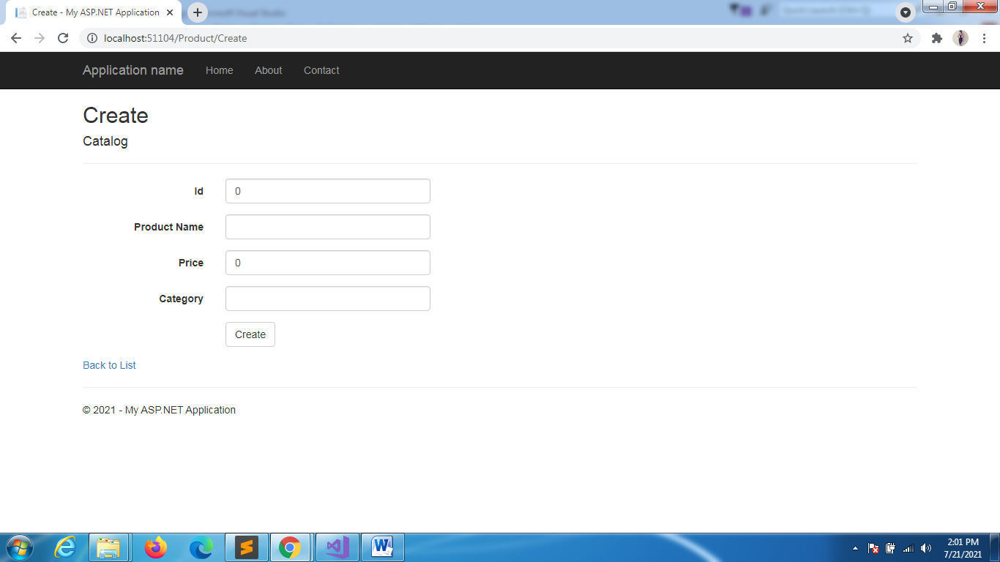 Create - My ASP.NET Application
localhost:51104/Product/Create
Application name Home About Contact
Create
Catalog
Id 0
Product Name
Price 0
Category
Create
Back to List
© 2021 - My ASP.NET Application
2:01 PM
7/21/2021